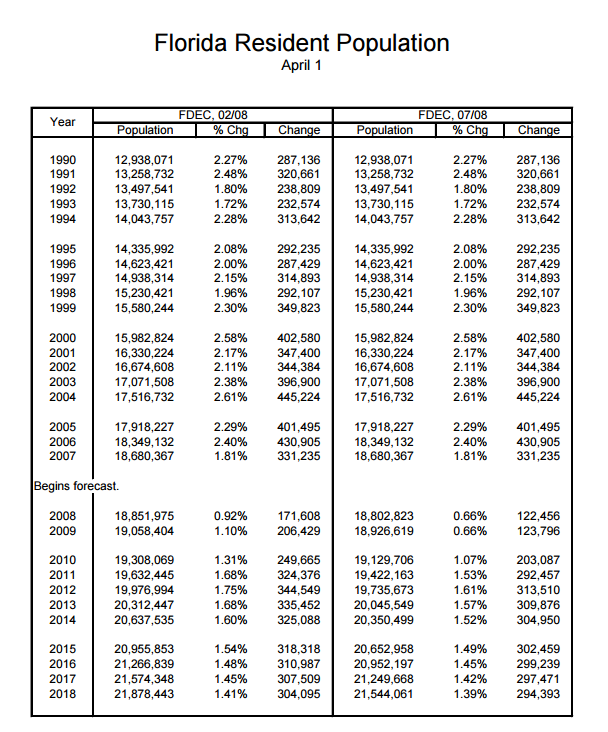 Florida Resident Population
April 1
Year FDEC, 02/08 FDEC, 07/08
Population % Chg Change Population % Chg Change
1990 12,938,071 2.27% 287,136 12,938,071 2.27% 287,136
1991 13,258,732 2.48% 320,661 13,258,732 2.48% 320,661
1992 13,497,541 1.80% 238,809 13,497,541 1.80% 238,809
1993 13,730,115 1.72% 232,574 13,730,115 1.72% 232,574
1994 14,043,757 2.28% 313,642 14,043,757 2.28% 313,642
1995 14,335,992 2.08% 292,235 14,335,992 2.08% 292,235
1996 14,623,421 2.00% 287,429 14,623,421 2.00% 287,429
1997 14,938,314 2.15% 314,893 14,938,314 2.15% 314,893
1998 15,230,421 1.96% 292,107 15,230,421 1.96% 292,107
1999 15,580,244 2.30% 349,823 15,580,244 2.30% 349,823
2000 15,982,824 2.58% 402,580 15,982,824 2.58% 402,580
2001 16,330,224 2.17% 347,400 16,330,224 2.17% 347,400
2002 16,674,608 2.11% 344,384 16,674,608 2.11% 344,384
2003 17,071,508 2.38% 396,900 17,071,508 2.38% 396,900
2004 17,516,732 2.61% 445,224 17,516,732 2.61% 445,224
2005 17,918,227 2.29% 401,495 17,918,227 2.29% 401,495
2006 18,349,132 2.40% 430,905 18,349,132 2.40% 430,905
2007 18,680,367 1.81% 331,235 18,680,367 1.81% 331,235
Begins forecast.
2008 18,851,975 0.92% 171,608 18,802,823 0.66% 122,456
2009 19,058,404 1.10% 206,429 18,926,619 0.66% 123,796
2010 19,308,069 1.31% 249,665 19,129,706 1.07% 203,087
2011 19,632,445 1.68% 324,376 19,422,163 1.53% 292,457
2012 19,976,994 1.75% 344,549 19,735,673 1.61% 313,510
2013 20,312,447 1.68% 335,452 20,045,549 1.57% 309,876
2014 20,637,535 1.60% 325,088 20,350,499 1.52% 304,950
2015 20,955,853 1.54% 318,318 20,652,958 1.49% 302,459
2016 21,266,839 1.48% 310,987 20,952,197 1.45% 299,239
2017 21,574,348 1.45% 307,509 21,249,668 1.42% 297,471
2018 21,878,443 1.41% 304,095 21,544,061 1.39% 294,393